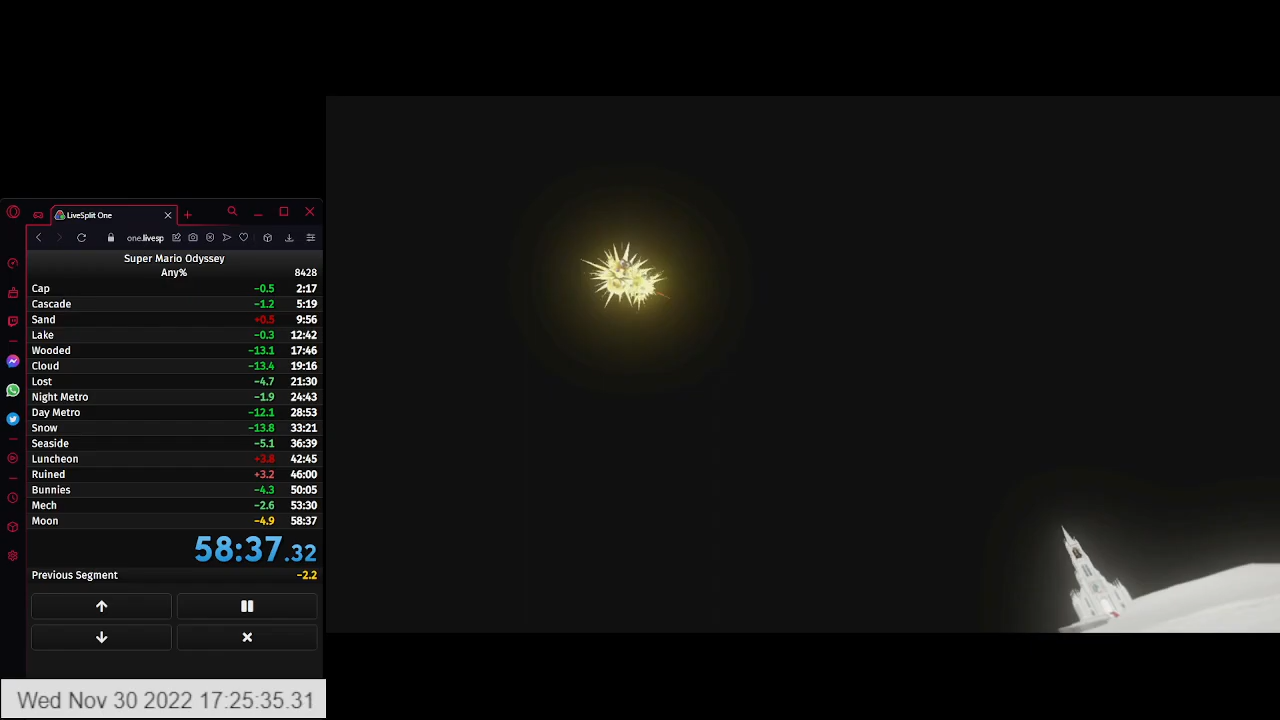 LiveSplit One
one.livesp
Super Mario Odyssey
Any% 8428
Cap −0.5 2:17
Cascade −1.2 5:19
Sand +0.5 9:56
Lake −0.3 12:42
Wooded −13.1 17:46
Cloud −13.4 19:16
Lost −4.7 21:30
Night Metro −1.9 24:43
Day Metro −12.1 28:53
Snow −13.8 33:21
Seaside −5.1 36:39
Luncheon +3.8 42:45
Ruined +3.2 46:00
Bunnies −4.3 50:05
Mech −2.6 53:30
Moon −4.9 58:37
58:37.32
Previous Segment −2.2
Wed Nov 30 2022 17:25:35.31